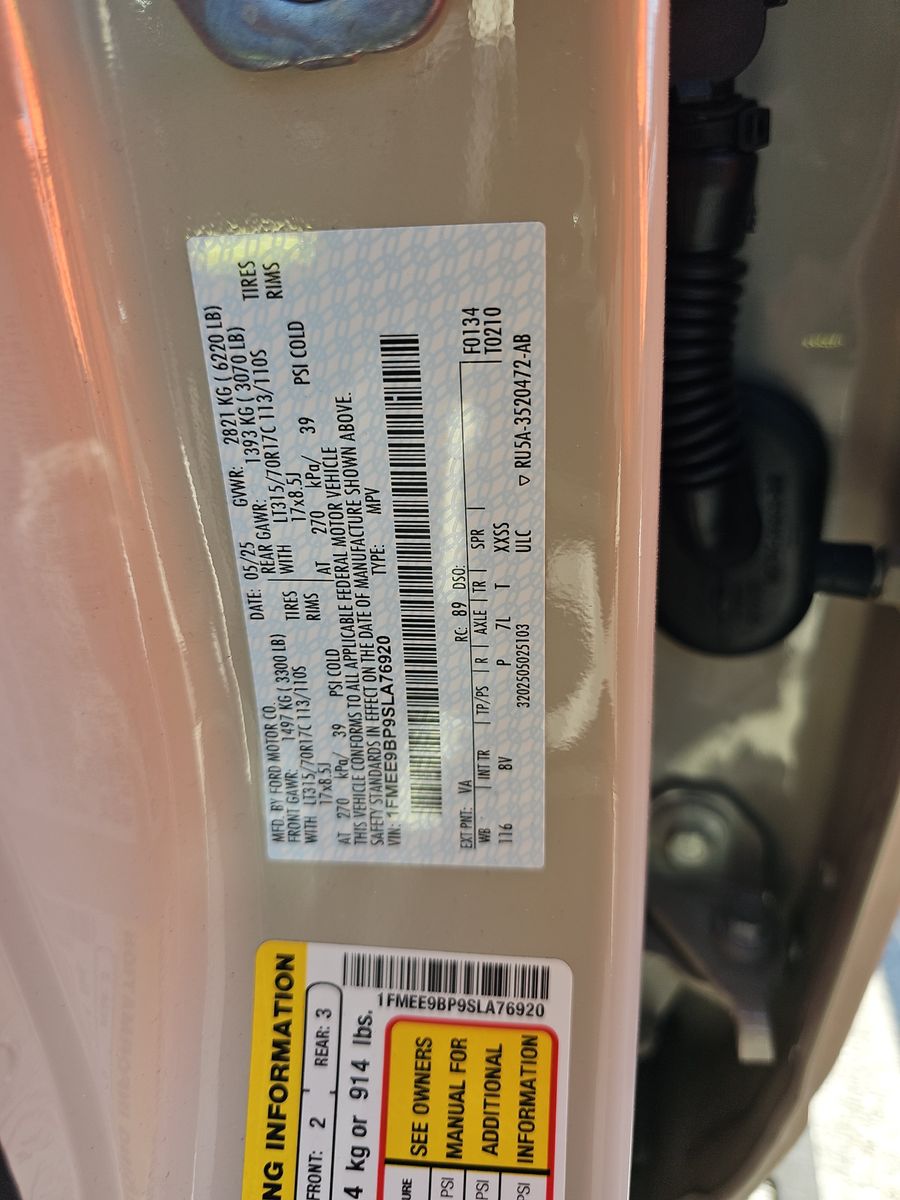 MFD. BY FORD MOTOR CO.
DATE: 05/25 GVWR: 2821 KG ( 6220 LB)
FRONT GAWR: 1497 KG ( 3300 LB) REAR GAWR: 1393 KG ( 3070 LB)
WITH LT315/70R17C 113/110S TIRES WITH LT315/70R17C 113/110S TIRES
17x8.5J RIMS 17x8.5J RIMS
AT 270 kPa/ 39 PSI COLD AT 270 kPa/ 39 PSI COLD
THIS VEHICLE CONFORMS TO ALL APPLICABLE FEDERAL MOTOR VEHICLE
SAFETY STANDARDS IN EFFECT ON THE DATE OF MANUFACTURE SHOWN ABOVE.
VIN: 1FMEE9BP9SLA76920 TYPE: MPV
EXT PNT: VA RC: 89 DSO: F0134
WB INT TR TP/PS R AXLE TR SPR T0210
116 8V P 7L T XXSS
3202505025103 ULC ▽ RU5A-3520472-AB
NG INFORMATION
FRONT: 2 REAR: 3
4 kg or 914 lbs.
1FMEE9BP9SLA76920
URE
PSI
PSI
PSI
SEE OWNERS
MANUAL FOR
ADDITIONAL
INFORMATION